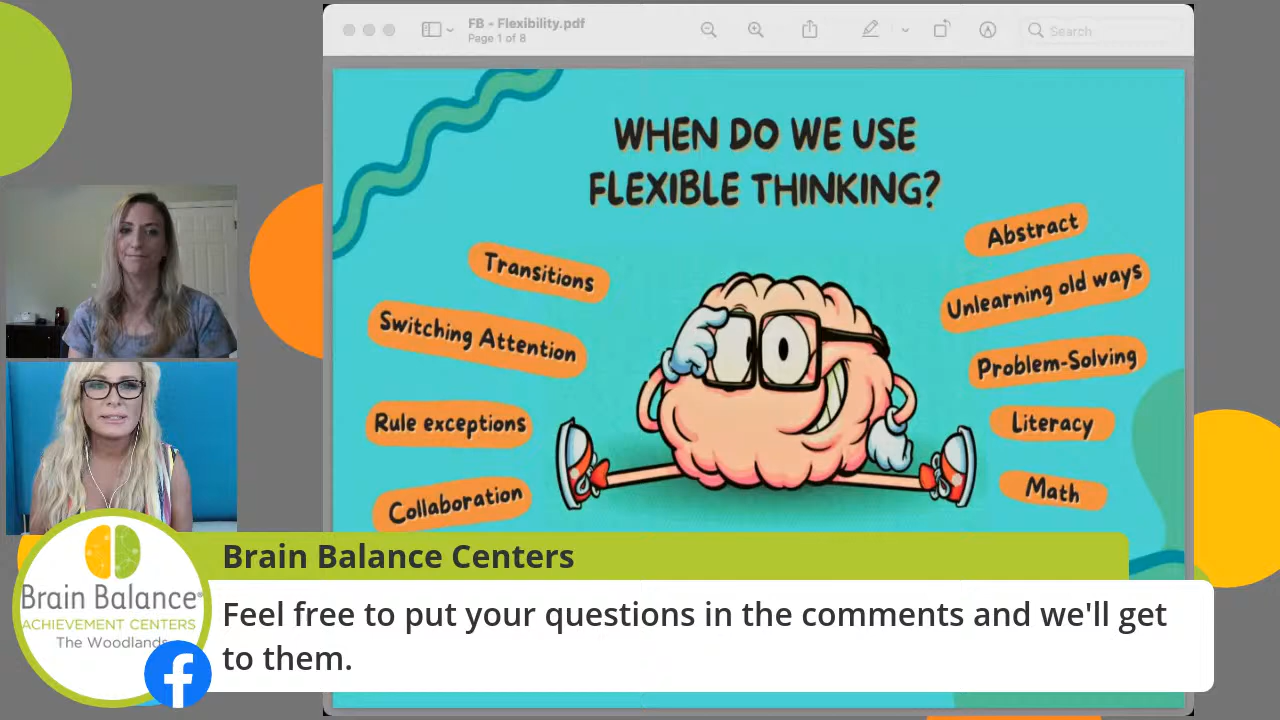 FB - Flexibility.pdf
Page 1 of 8
Search
WHEN DO WE USE
FLEXIBLE THINKING?
Transitions
Switching Attention
Rule exceptions
Collaboration
Abstract
Unlearning old ways
Problem-Solving
Literacy
Math
Brain Balance Centers
Feel free to put your questions in the comments and we'll get
to them.
Brain Balance®
ACHIEVEMENT CENTERS
The Woodlands